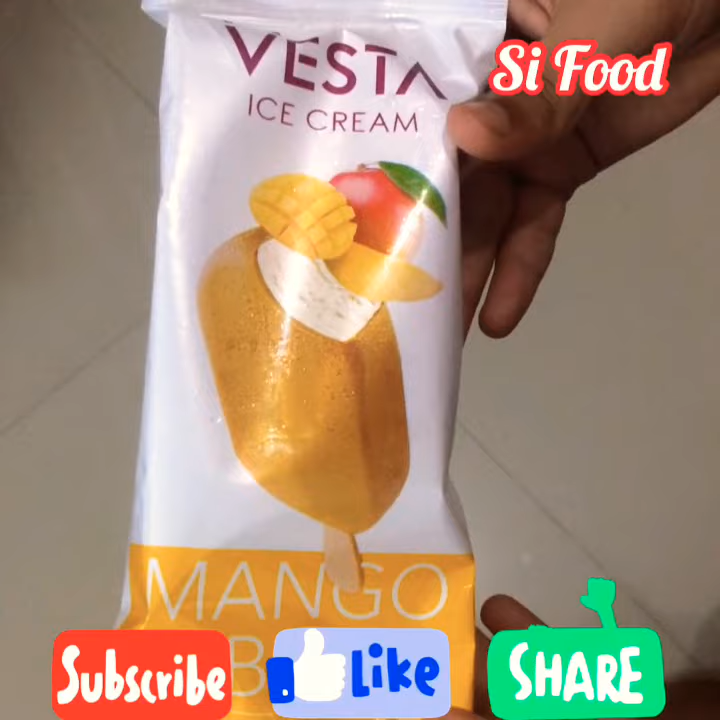 VESTA
ICE CREAM
Si Food
MANGO
Subscribe
Like
SHARE